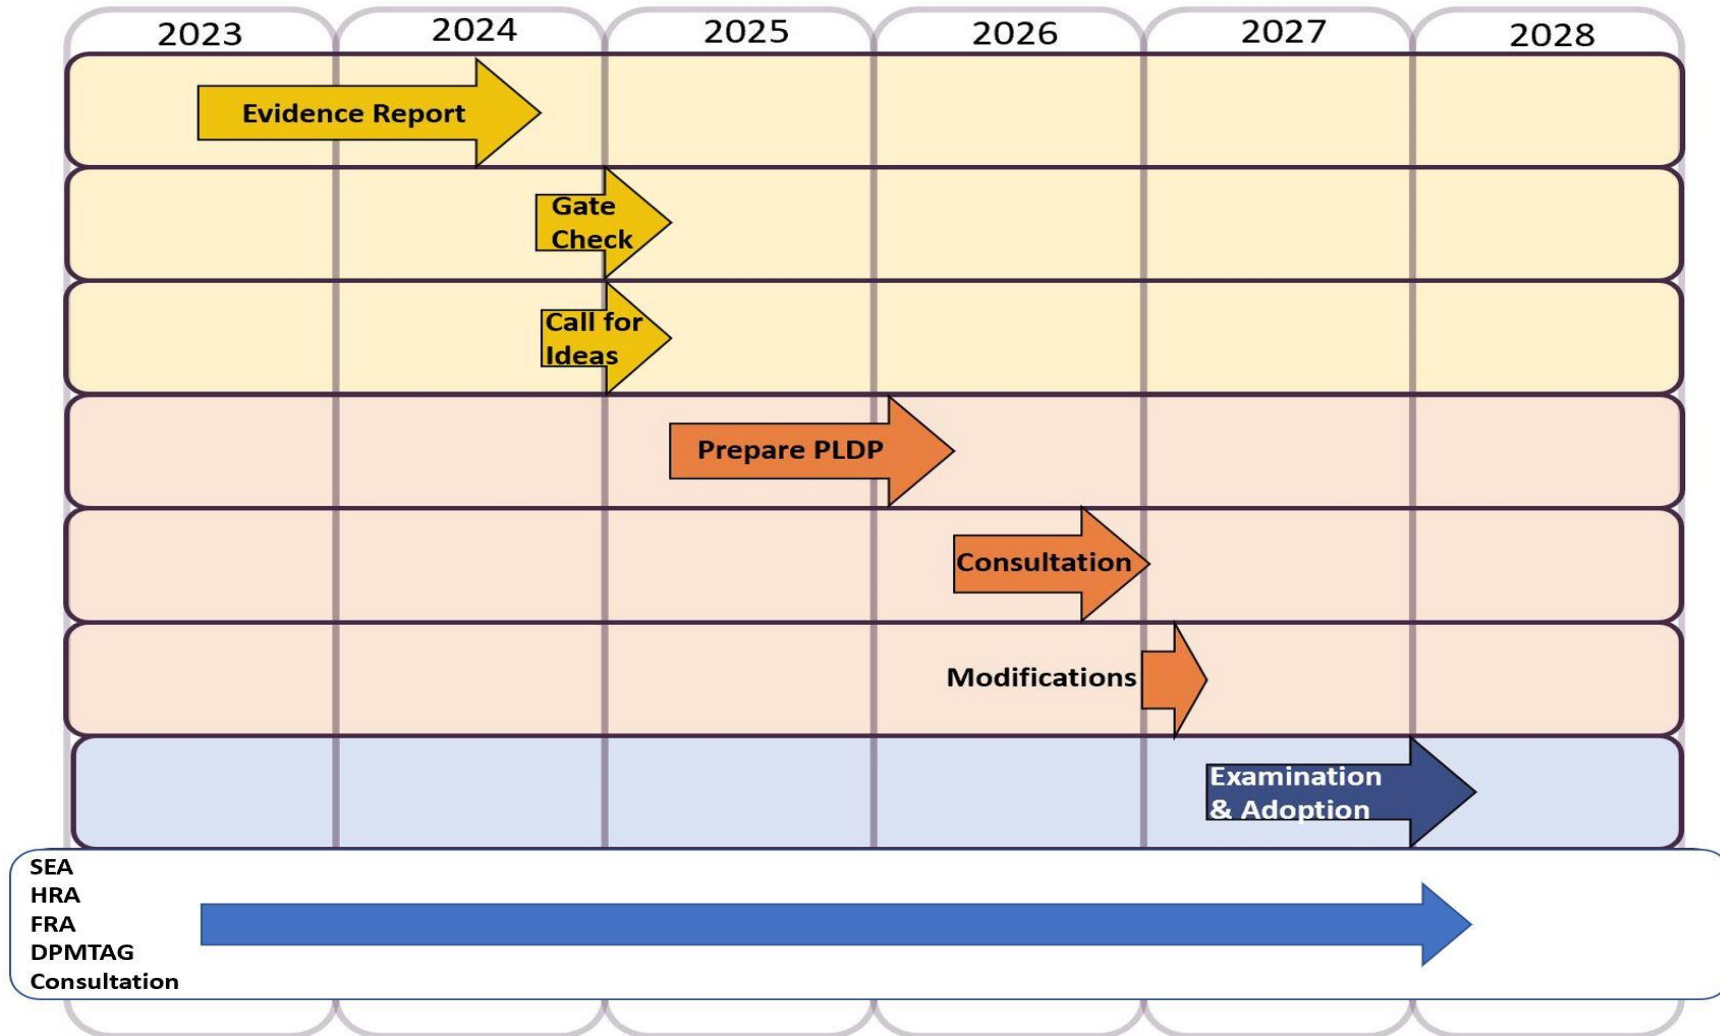 2023 2024 2025 2026 2027 2028
Evidence Report
Gate
Check
Call for
Ideas
Prepare PLDP
Consultation
Modifications
Examination
& Adoption
SEA
HRA
FRA
DPMTAG
Consultation